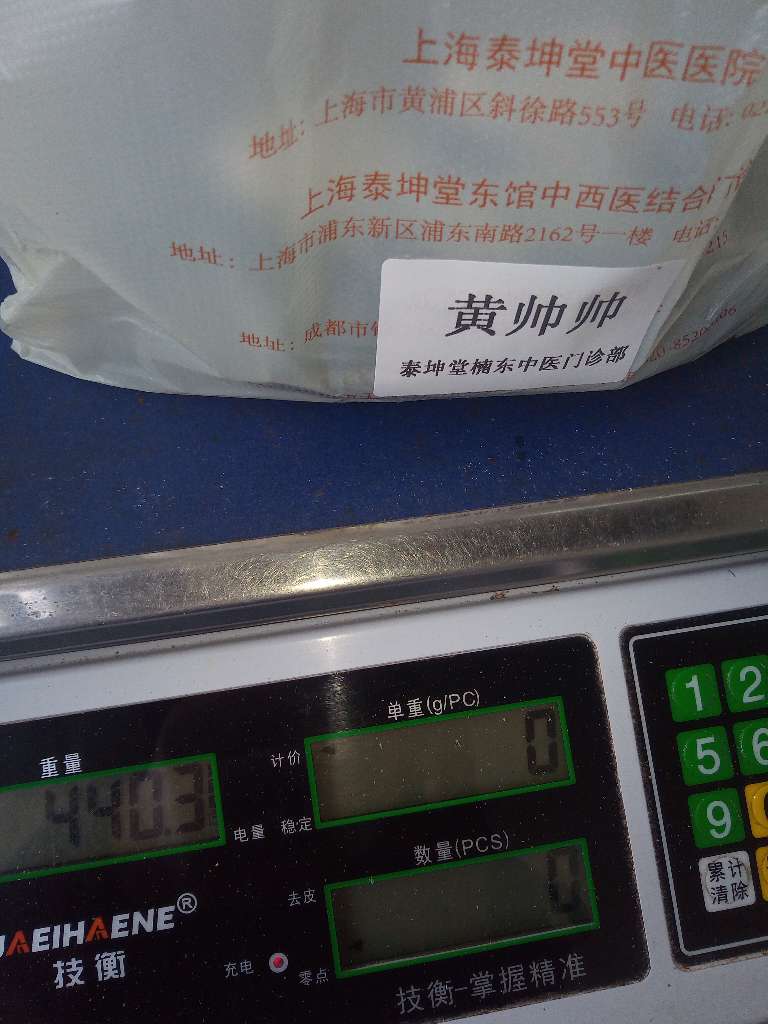 上海泰坤堂中医医院
地址: 上海市黄浦区斜徐路553号 电话: 02
上海泰坤堂东馆中西医结合门
地址: 上海市浦东新区浦东南路2162号一楼 电话
215
地址: 成都市
黄帅帅
泰坤堂楠东中医门诊部
重量
440.3
计价
单重(g/PC)
0
电量 稳定
数量(PCS)
0
去皮
AEIHAENE®
技衡
充电
零点
技衡-掌握精准
1 2
5 6
9
累计
清除